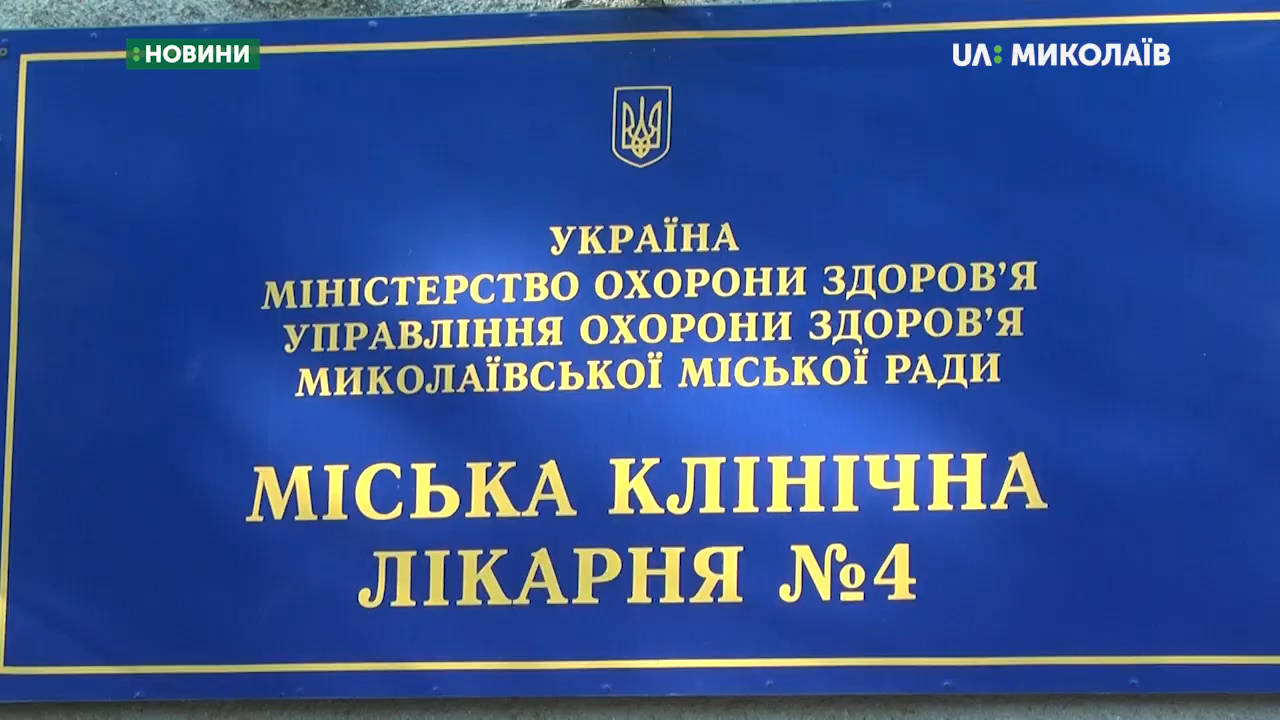 НОВИНИ
UA: МИКОЛАЇВ
УКРАЇНА
МІНІСТЕРСТВО ОХОРОНИ ЗДОРОВ’Я
УПРАВЛІННЯ ОХОРОНИ ЗДОРОВ’Я
МИКОЛАЇВСЬКОЇ МІСЬКОЇ РАДИ
МІСЬКА КЛІНІЧНА
ЛІКАРНЯ №4